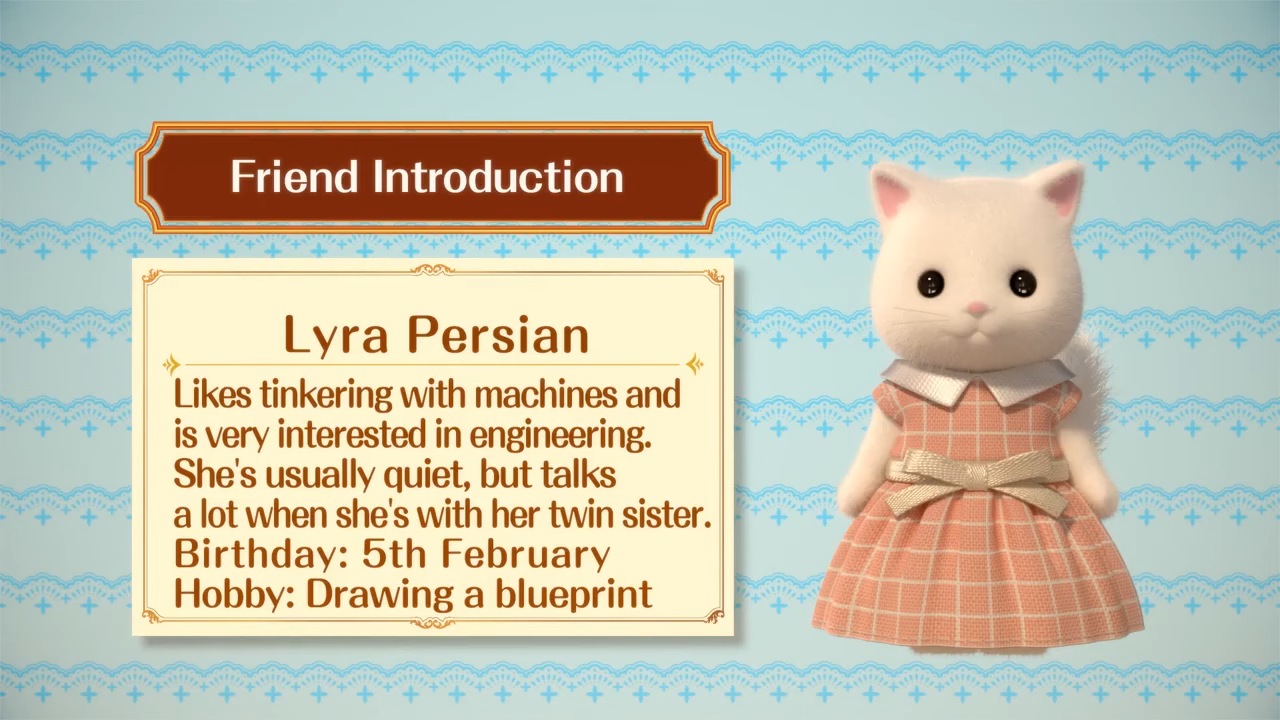 Friend Introduction
Lyra Persian
Likes tinkering with machines and
is very interested in engineering.
She's usually quiet, but talks
a lot when she's with her twin sister.
Birthday: 5th February
Hobby: Drawing a blueprint